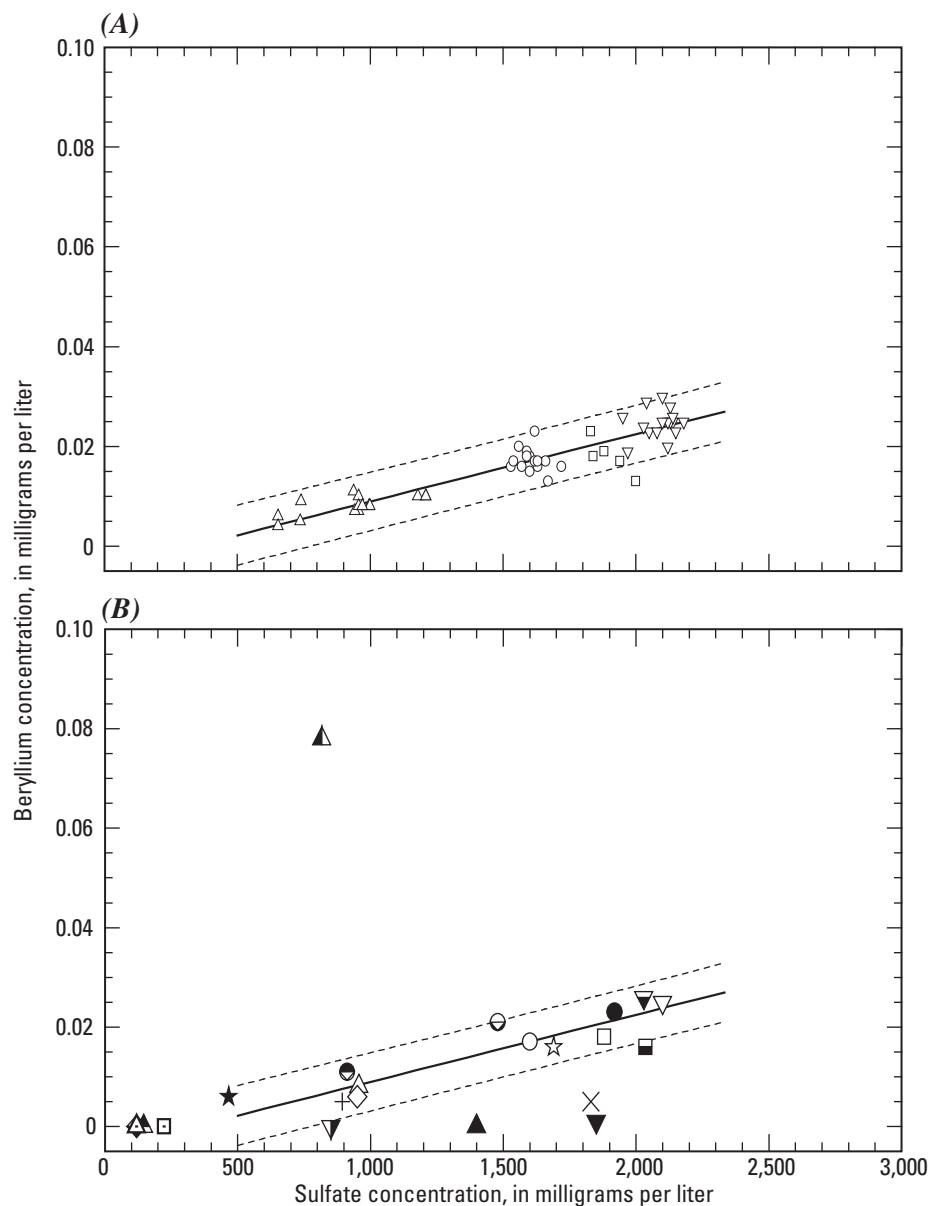 (A)
0.10
0.08
0.06
0.04
0.02
0
Beryllium concentration, in milligrams per liter
(B)
0.10
0.08
0.06
0.04
0.02
0
0 500 1,000 1,500 2,000 2,500 3,000
Sulfate concentration, in milligrams per liter